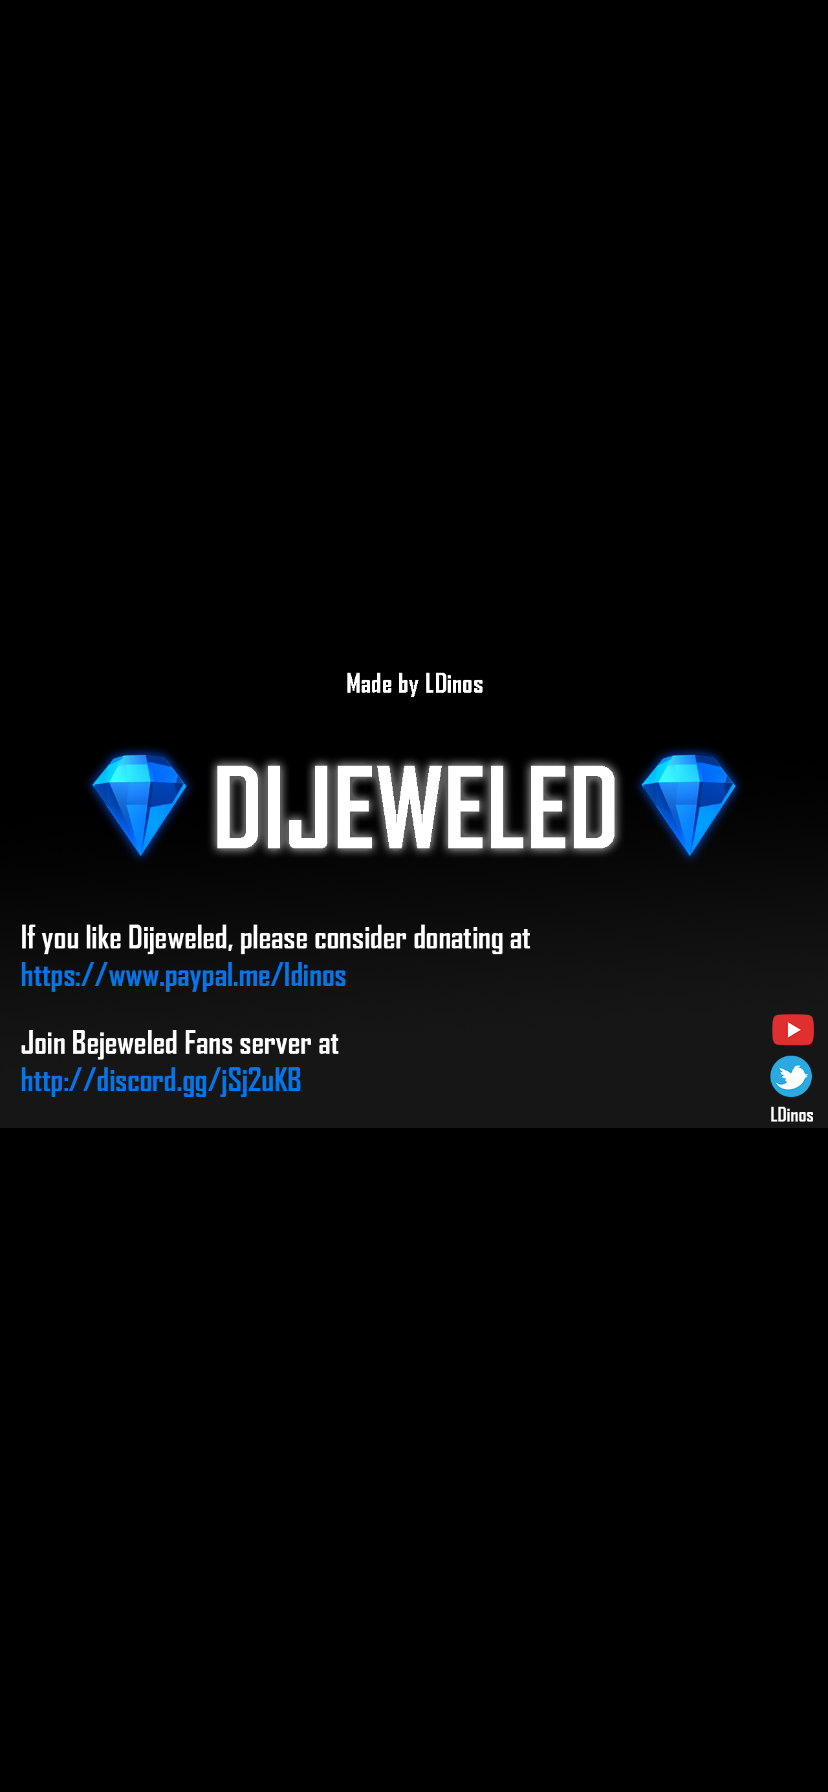 Made by LDinos
DIJEWELED
If you like Dijeweled, please consider donating at
https://www.paypal.me/ldinos
Join Bejeweled Fans server at
http://discord.gg/jSj2uKB
LDinos